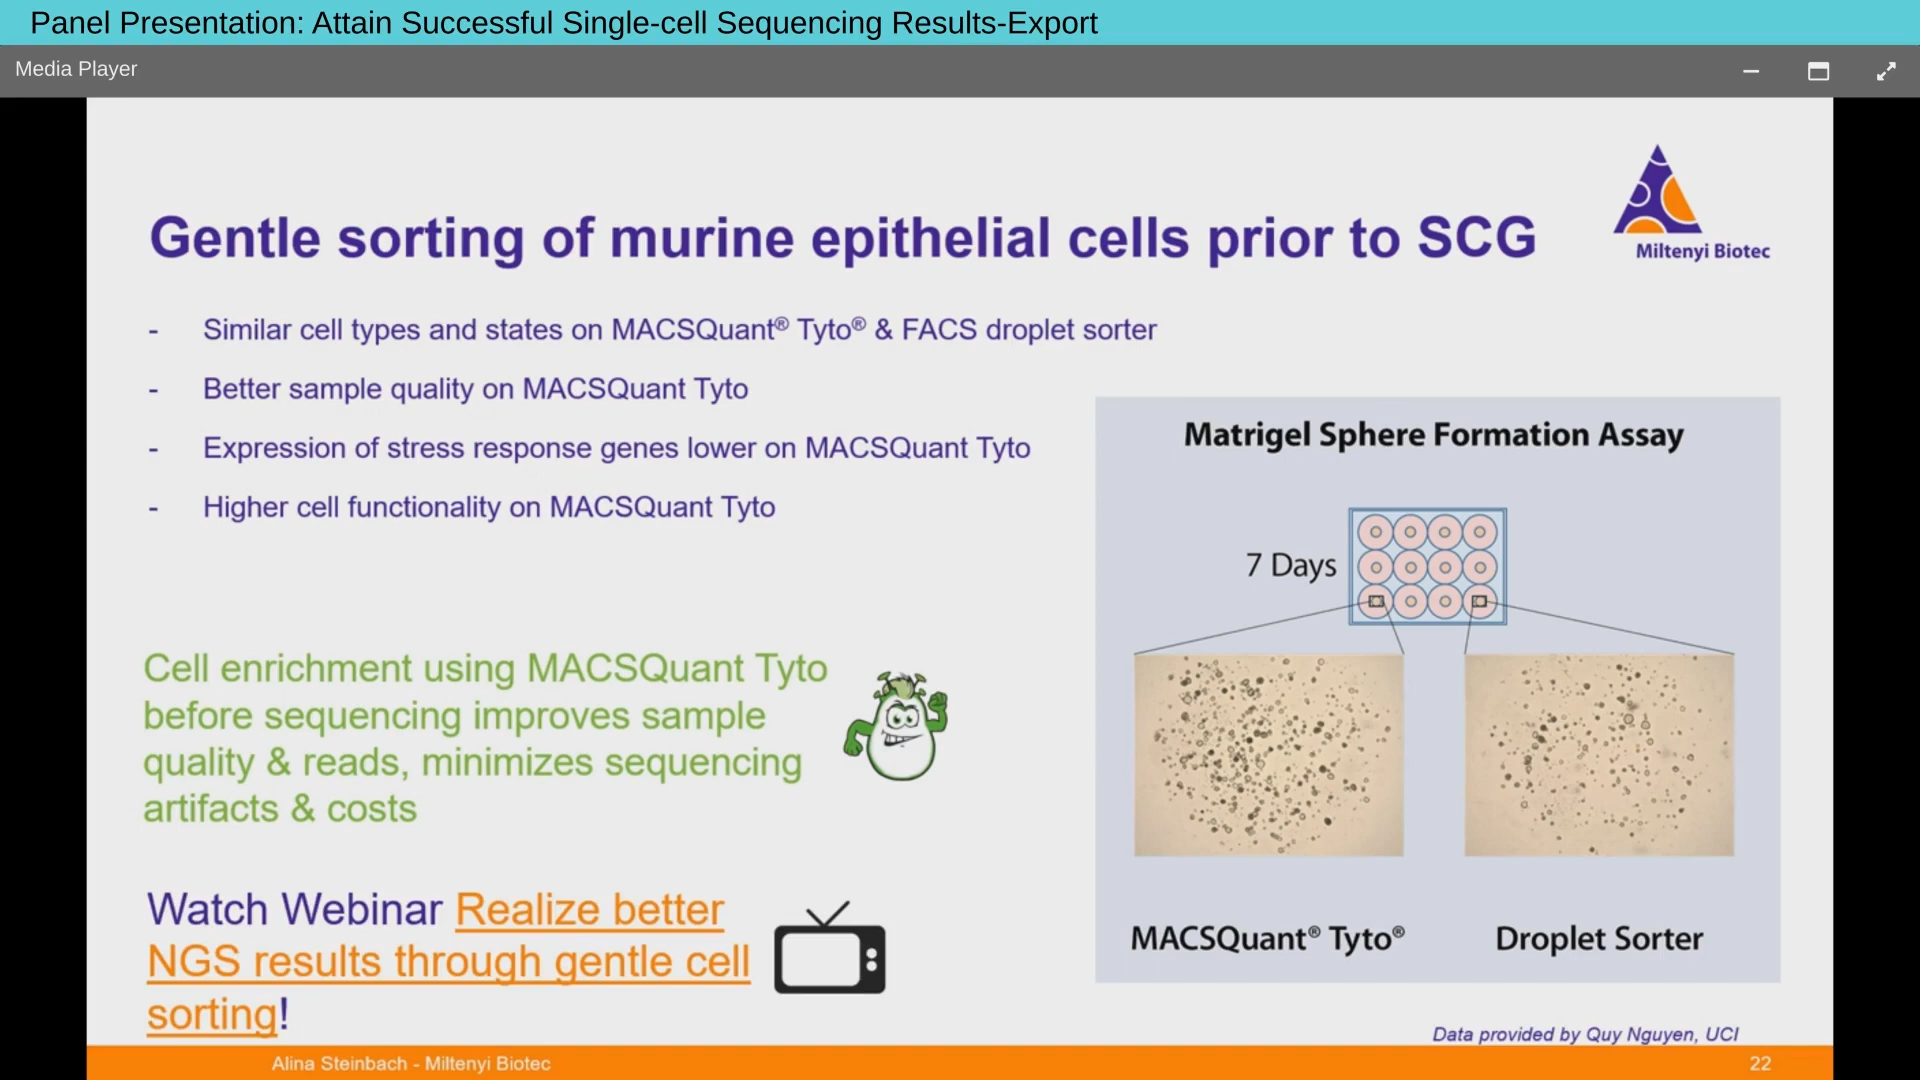 Panel Presentation: Attain Successful Single-cell Sequencing Results-Export
Media Player
Miltenyi Biotec
Gentle sorting of murine epithelial cells prior to SCG
- Similar cell types and states on MACSQuant® Tyto® & FACS droplet sorter
- Better sample quality on MACSQuant Tyto
- Expression of stress response genes lower on MACSQuant Tyto
- Higher cell functionality on MACSQuant Tyto
Cell enrichment using MACSQuant Tyto
before sequencing improves sample
quality & reads, minimizes sequencing
artifacts & costs
Watch Webinar Realize better
NGS results through gentle cell
sorting!
Matrigel Sphere Formation Assay
7 Days
MACSQuant® Tyto®
Droplet Sorter
Data provided by Quy Nguyen, UCI
Alina Steinbach - Miltenyi Biotec
22